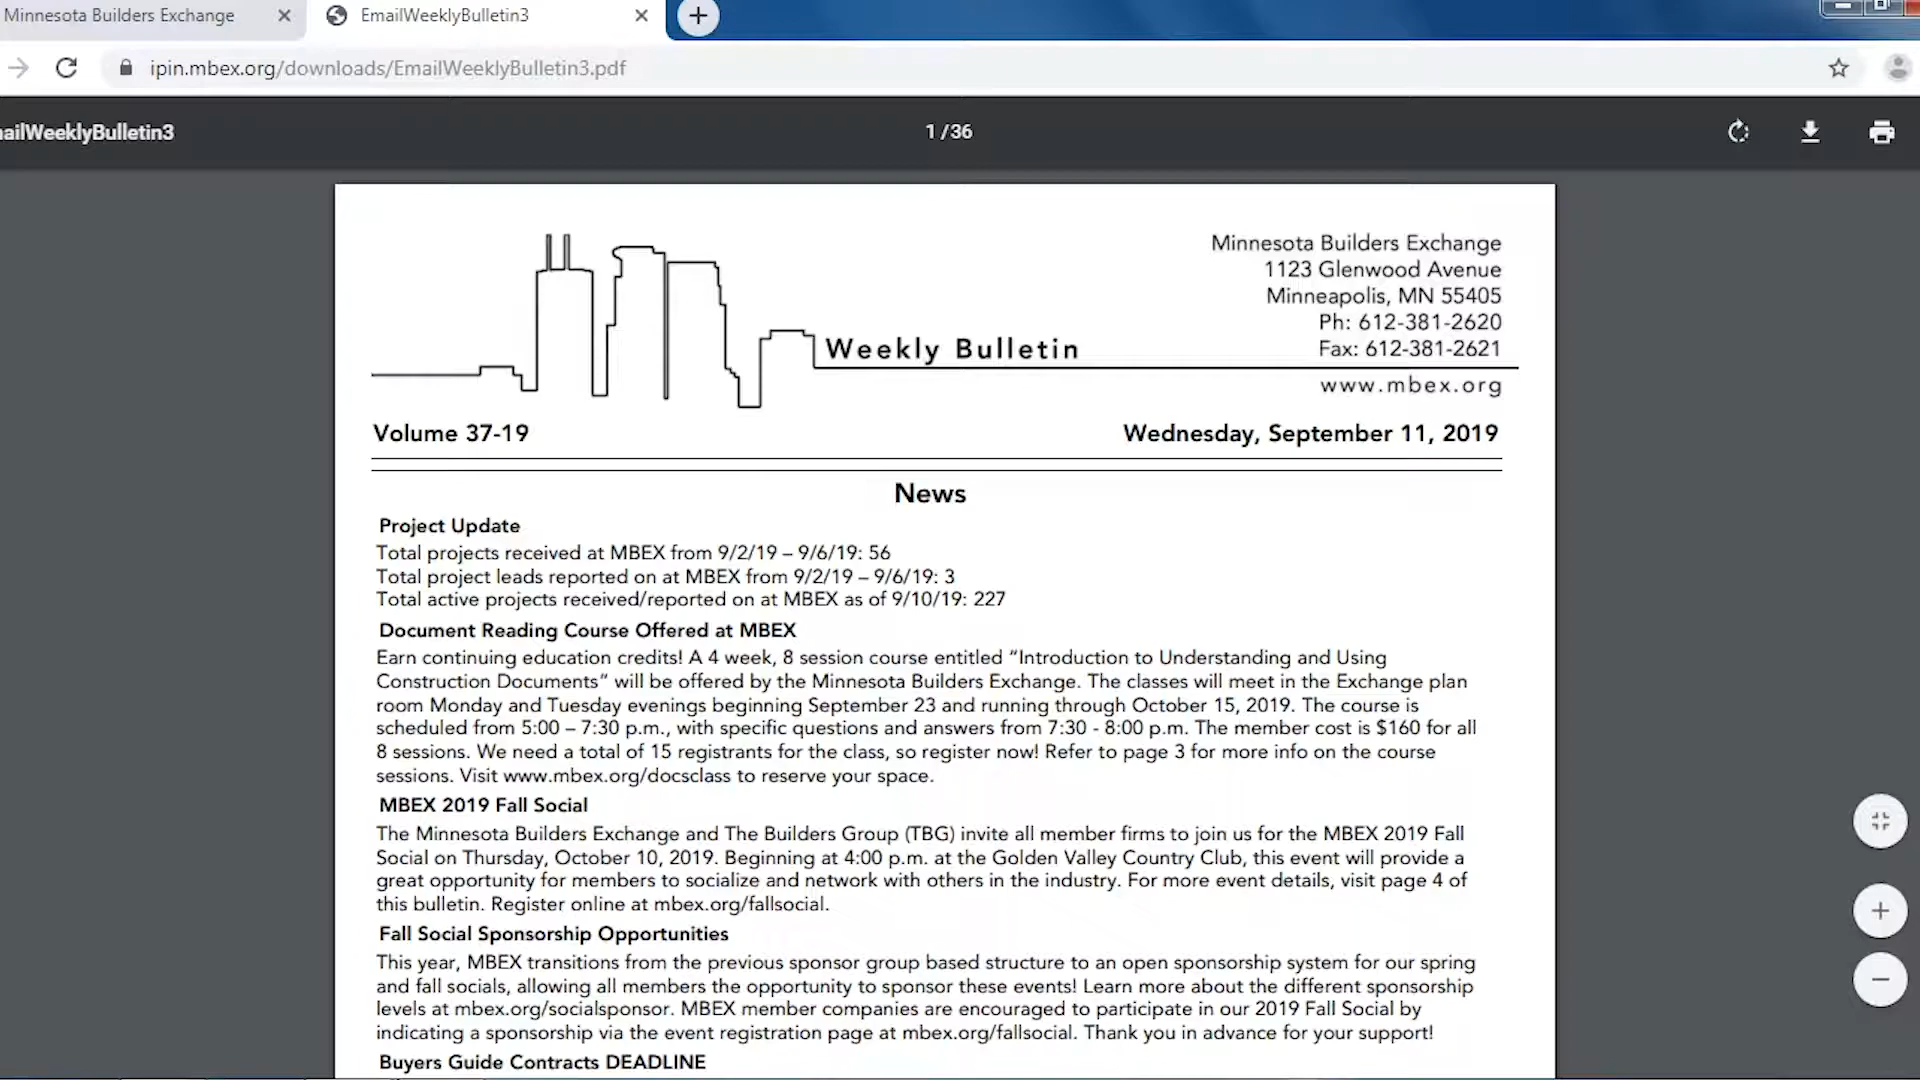 Minnesota Builders Exchange
EmailWeeklyBulletin3
ipin.mbex.org/downloads/EmailWeeklyBulletin3.pdf
ailWeeklyBulletin3
1 / 36
Minnesota Builders Exchange
1123 Glenwood Avenue
Minneapolis, MN 55405
Ph: 612-381-2620
Weekly Bulletin
Fax: 612-381-2621
www.mbex.org
Volume 37-19
Wednesday, September 11, 2019
News
Project Update
Total projects received at MBEX from 9/2/19 – 9/6/19: 56
Total project leads reported on at MBEX from 9/2/19 – 9/6/19: 3
Total active projects received/reported on at MBEX as of 9/10/19: 227
Document Reading Course Offered at MBEX
Earn continuing education credits! A 4 week, 8 session course entitled “Introduction to Understanding and Using
Construction Documents” will be offered by the Minnesota Builders Exchange. The classes will meet in the Exchange plan
room Monday and Tuesday evenings beginning September 23 and running through October 15, 2019. The course is
scheduled from 5:00 – 7:30 p.m., with specific questions and answers from 7:30 - 8:00 p.m. The member cost is $160 for all
8 sessions. We need a total of 15 registrants for the class, so register now! Refer to page 3 for more info on the course
sessions. Visit www.mbex.org/docsclass to reserve your space.
MBEX 2019 Fall Social
The Minnesota Builders Exchange and The Builders Group (TBG) invite all member firms to join us for the MBEX 2019 Fall
Social on Thursday, October 10, 2019. Beginning at 4:00 p.m. at the Golden Valley Country Club, this event will provide a
great opportunity for members to socialize and network with others in the industry. For more event details, visit page 4 of
this bulletin. Register online at mbex.org/fallsocial.
Fall Social Sponsorship Opportunities
This year, MBEX transitions from the previous sponsor group based structure to an open sponsorship system for our spring
and fall socials, allowing all members the opportunity to sponsor these events! Learn more about the different sponsorship
levels at mbex.org/socialsponsor. MBEX member companies are encouraged to participate in our 2019 Fall Social by
indicating a sponsorship via the event registration page at mbex.org/fallsocial. Thank you in advance for your support!
Buyers Guide Contracts DEADLINE